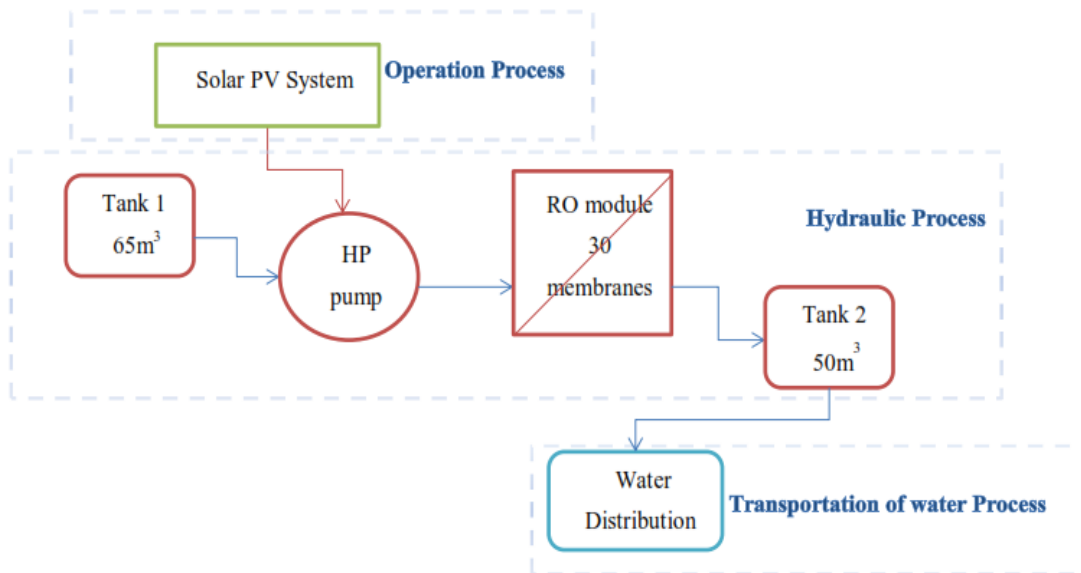 Solar PV System
Operation Process
Tank 1
65m³
HP
pump
RO module
30
membranes
Hydraulic Process
Tank 2
50m³
Water
Distribution
Transportation of water Process